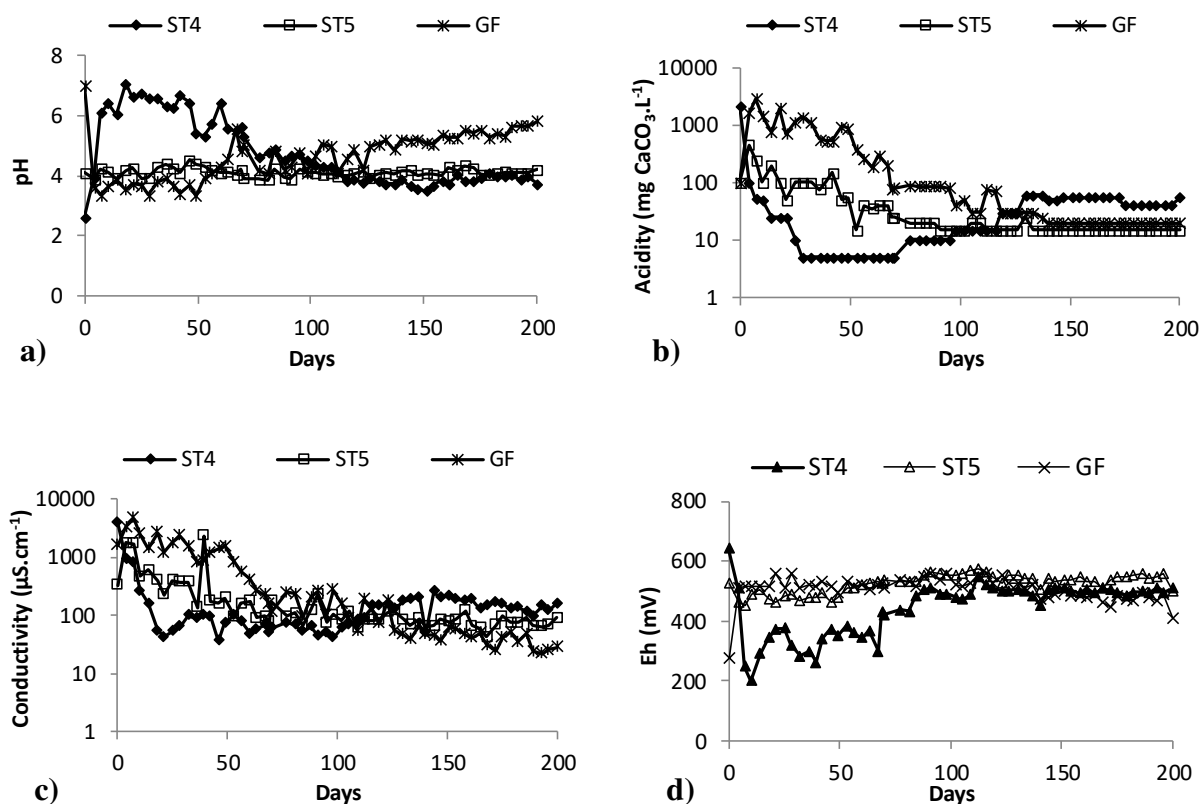 ST4 ST5 GF
8
6
4
2
0
pH
0 50 100 150 200
Days
a)
ST4 ST5 GF
10000
1000
100
10
1
Acidity (mg CaCO₃.L⁻¹)
0 50 100 150 200
Days
b)
ST4 ST5 GF
10000
1000
100
10
1
Conductivity (µS.cm⁻¹)
0 50 100 150 200
Days
c)
ST4 ST5 GF
800
600
400
200
0
Eh (mV)
0 50 100 150 200
Days
d)